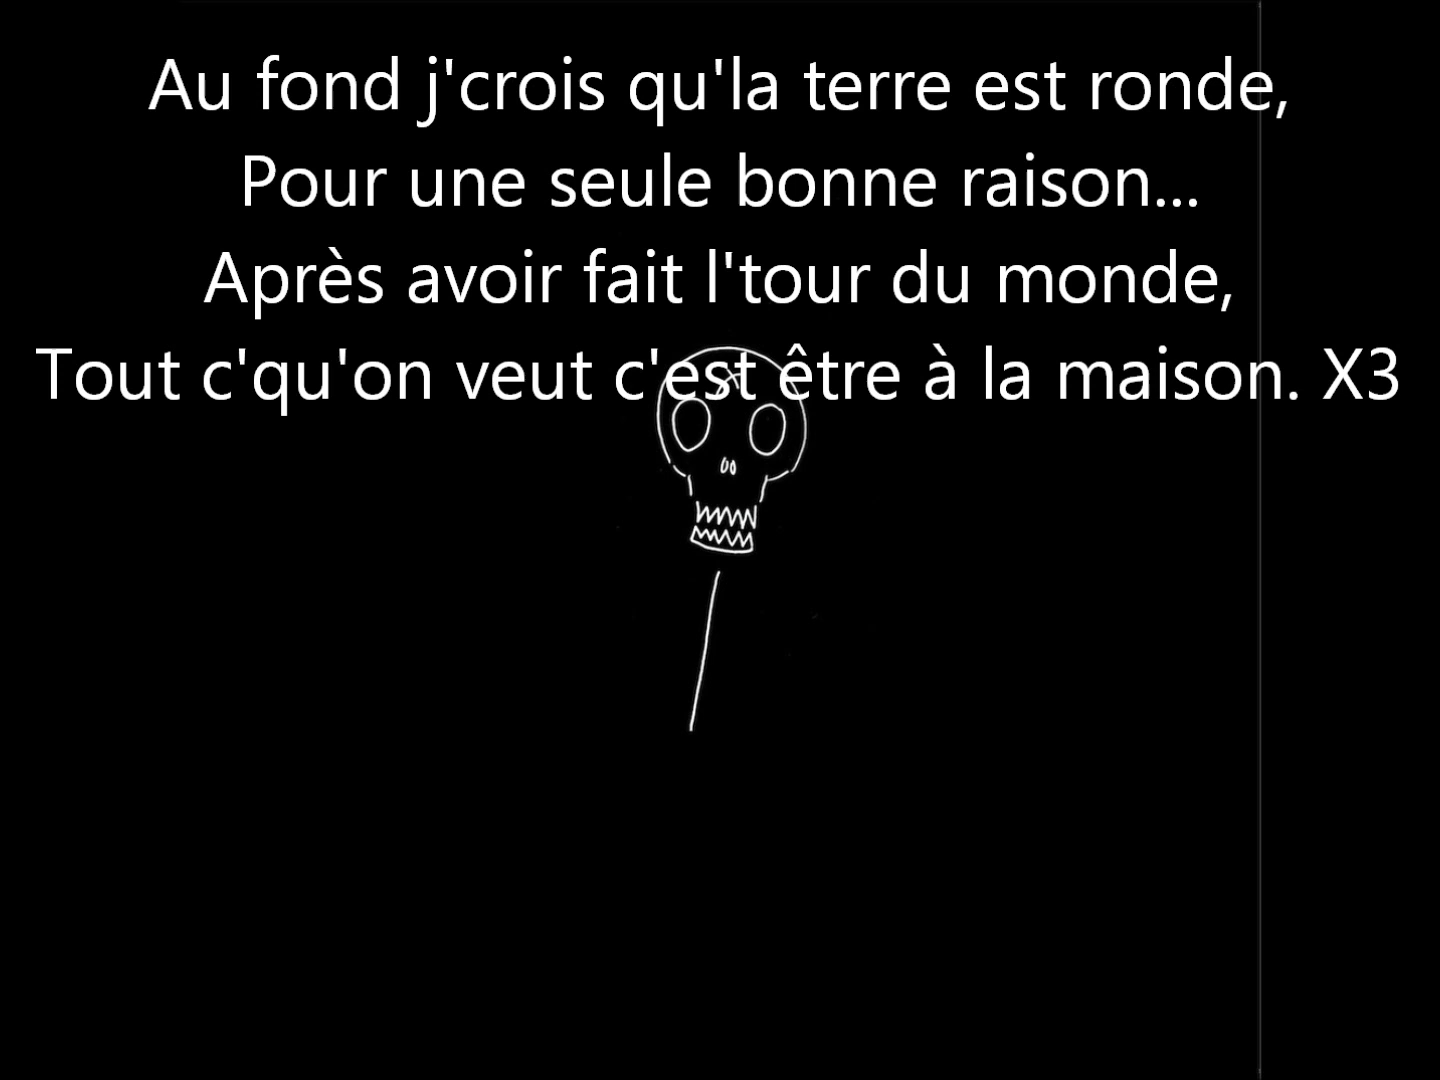 Au fond j'crois qu'la terre est ronde,
Pour une seule bonne raison...
Après avoir fait l'tour du monde,
Tout c'qu'on veut c'est être à la maison. X3